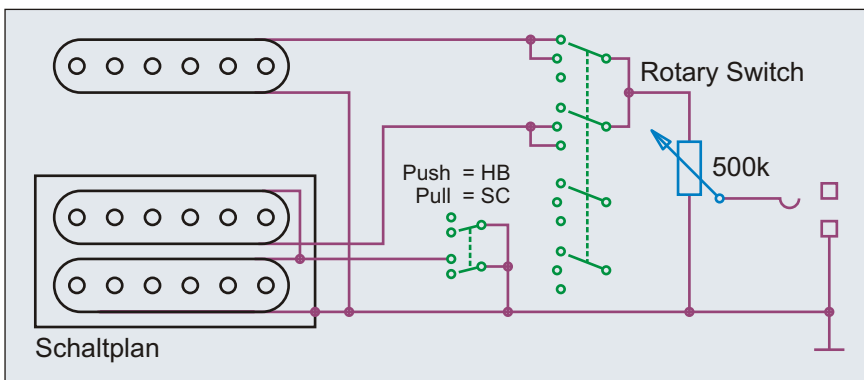 Rotary Switch
Push = HB
Pull = SC
500k
Schaltplan